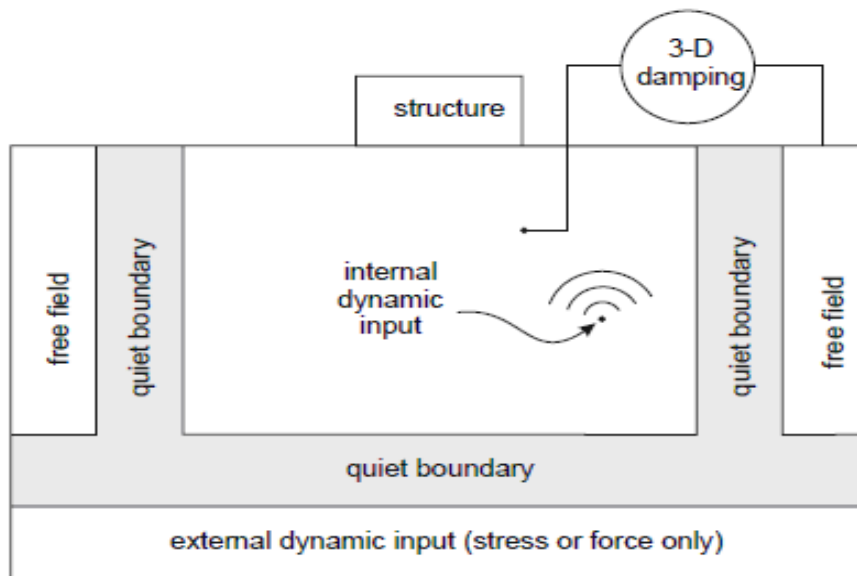 3-D
damping
structure
free field
quiet boundary
internal
dynamic
input
quiet boundary
free field
quiet boundary
external dynamic input (stress or force only)